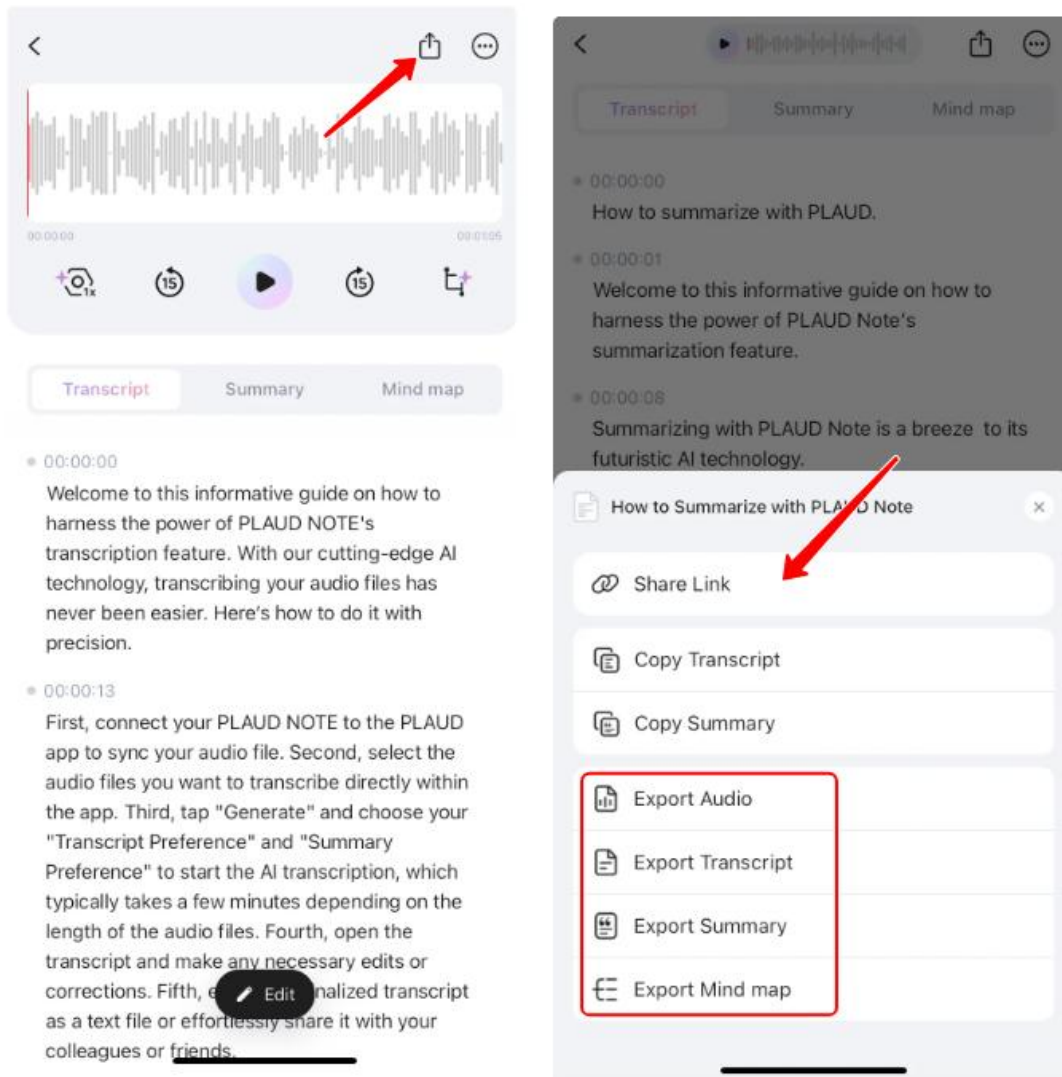 00:00:00
00:01:05
1x
15
15
Transcript Summary Mind map
00:00:00
Welcome to this informative guide on how to
harness the power of PLAUD NOTE's
transcription feature. With our cutting-edge AI
technology, transcribing your audio files has
never been easier. Here's how to do it with
precision.
00:00:13
First, connect your PLAUD NOTE to the PLAUD
app to sync your audio file. Second, select the
audio files you want to transcribe directly within
the app. Third, tap "Generate" and choose your
"Transcript Preference" and "Summary
Preference" to start the AI transcription, which
typically takes a few minutes depending on the
length of the audio files. Fourth, open the
transcript and make any necessary edits or
corrections. Fifth, nalized transcript
Edit
as a text file or effortlessly share it with your
colleagues or friends.
Transcript Summary Mind map
00:00:00
How to summarize with PLAUD.
00:00:01
Welcome to this informative guide on how to
harness the power of PLAUD Note's
summarization feature.
00:00:08
Summarizing with PLAUD Note is a breeze to its
futuristic AI technology.
How to Summarize with PLAUD Note
Share Link
Copy Transcript
Copy Summary
Export Audio
Export Transcript
Export Summary
Export Mind map